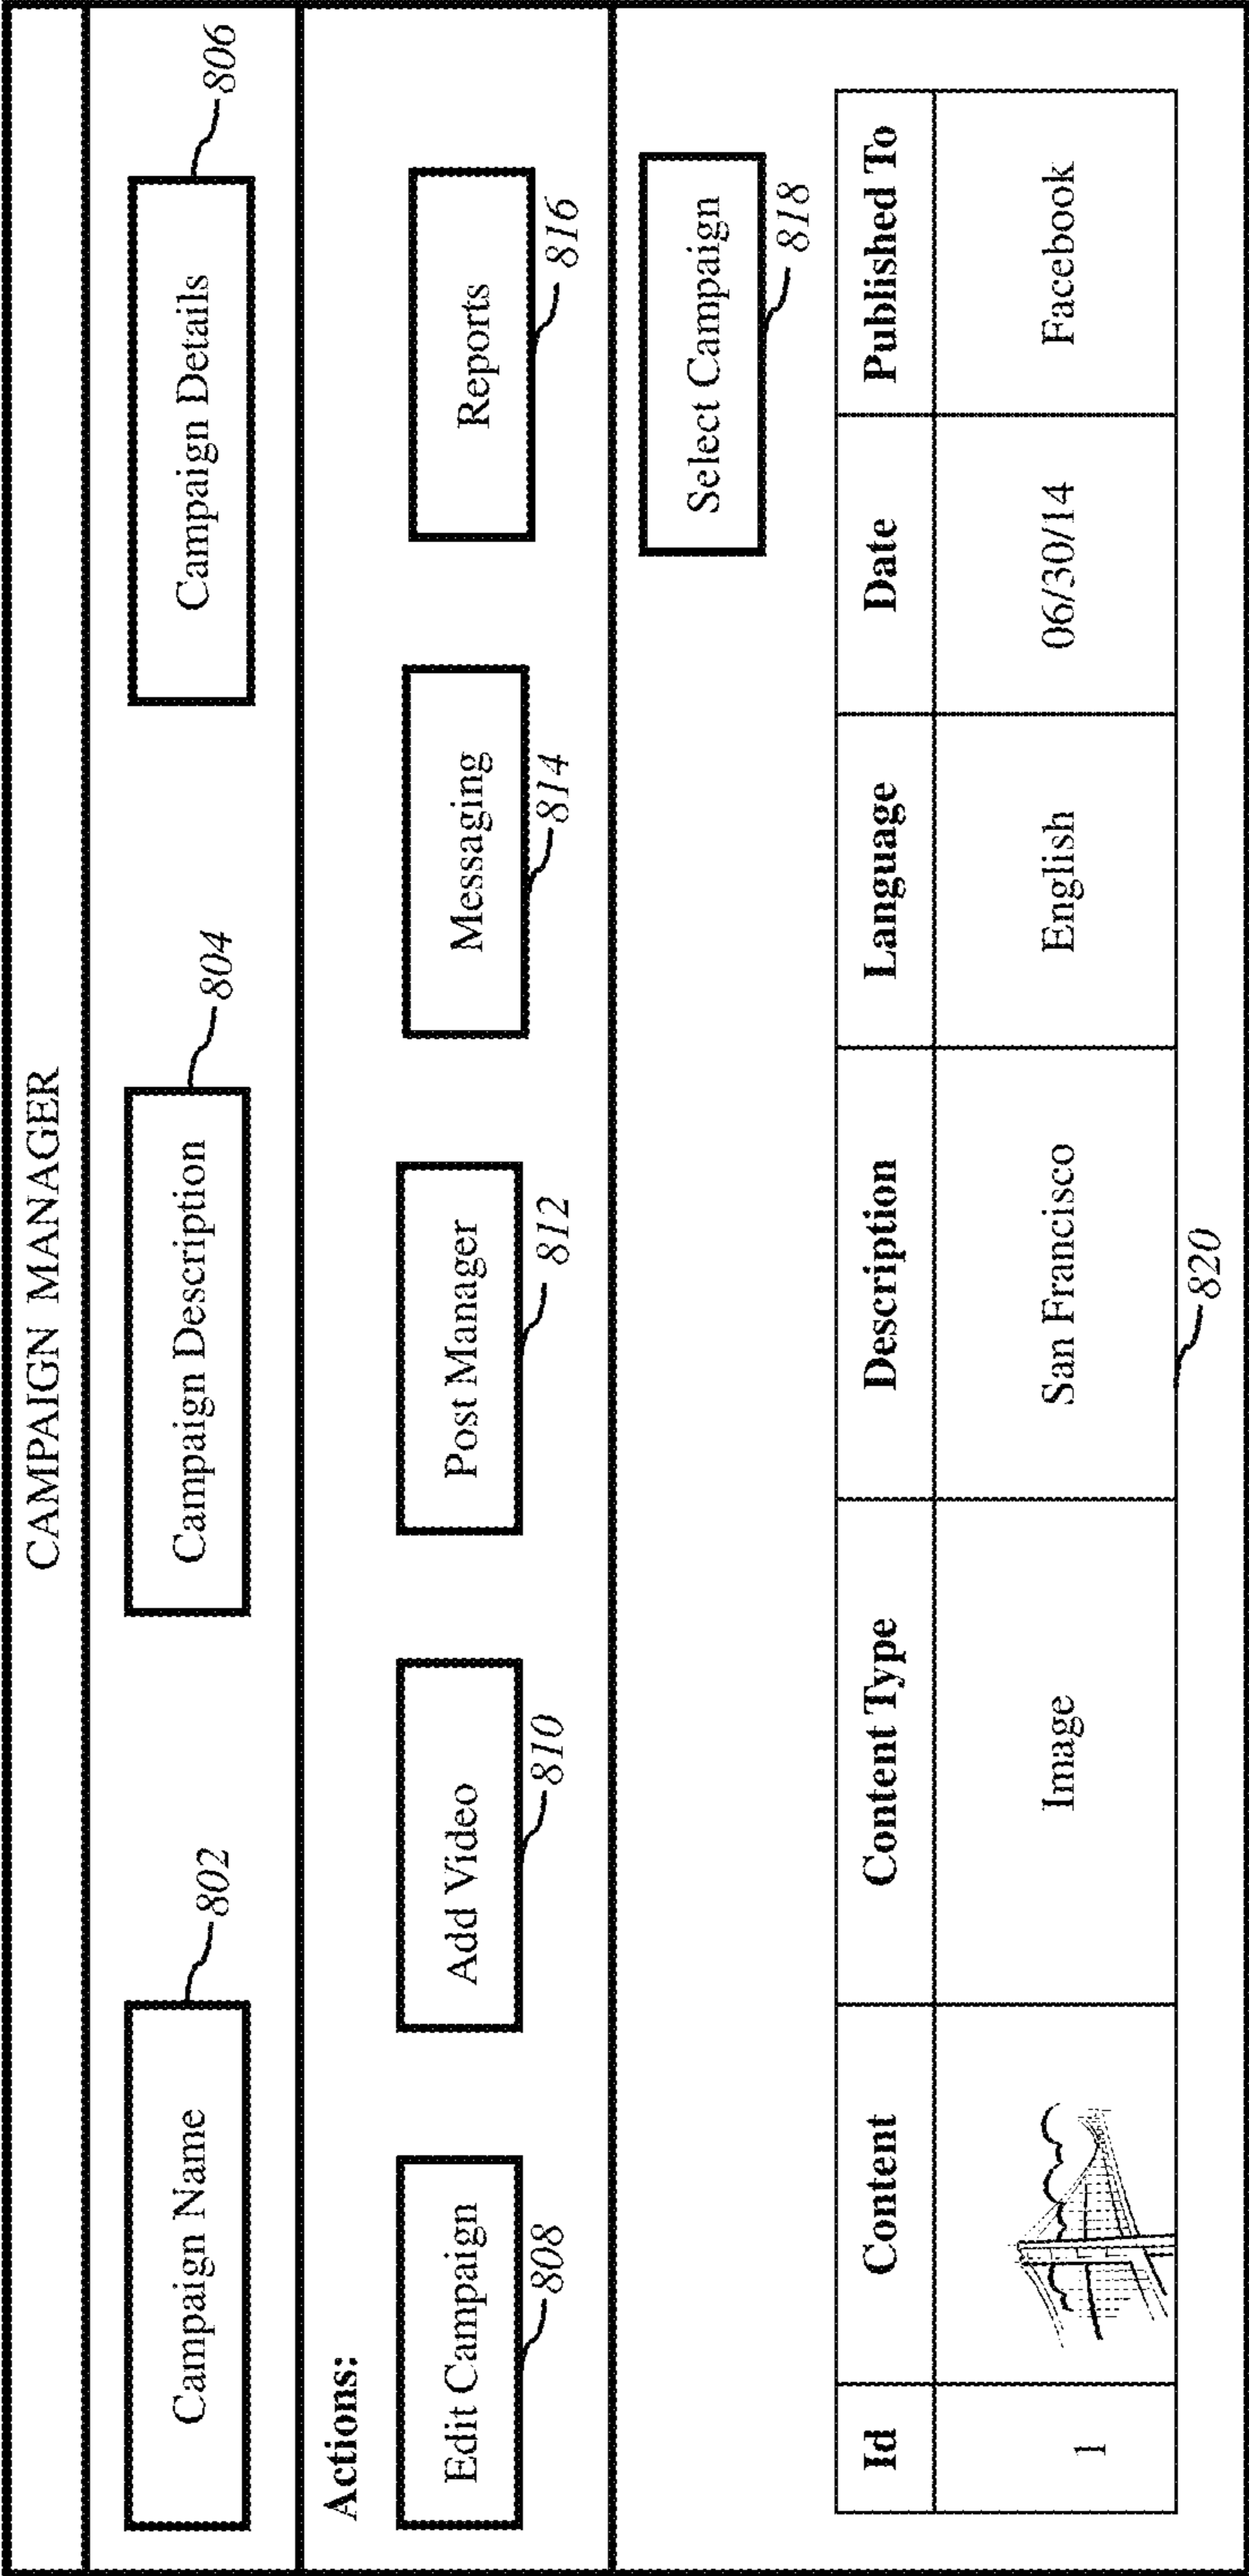 CAMPAIGN MANAGER
Campaign Name
802
Campaign Description
804
Campaign Details
806
Actions:
Edit Campaign
808
Add Video
810
Post Manager
812
Messaging
814
Reports
816
Select Campaign
818
Id Content Content Type Description Language Date Published To
1 Image San Francisco English 06/30/14 Facebook
820